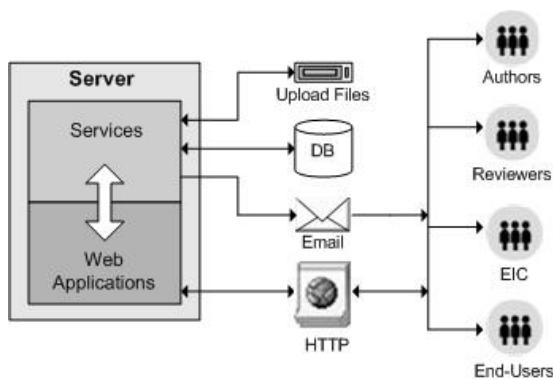 Server
Services
Web
Applications
Upload Files
DB
Email
HTTP
Authors
Reviewers
EIC
End-Users